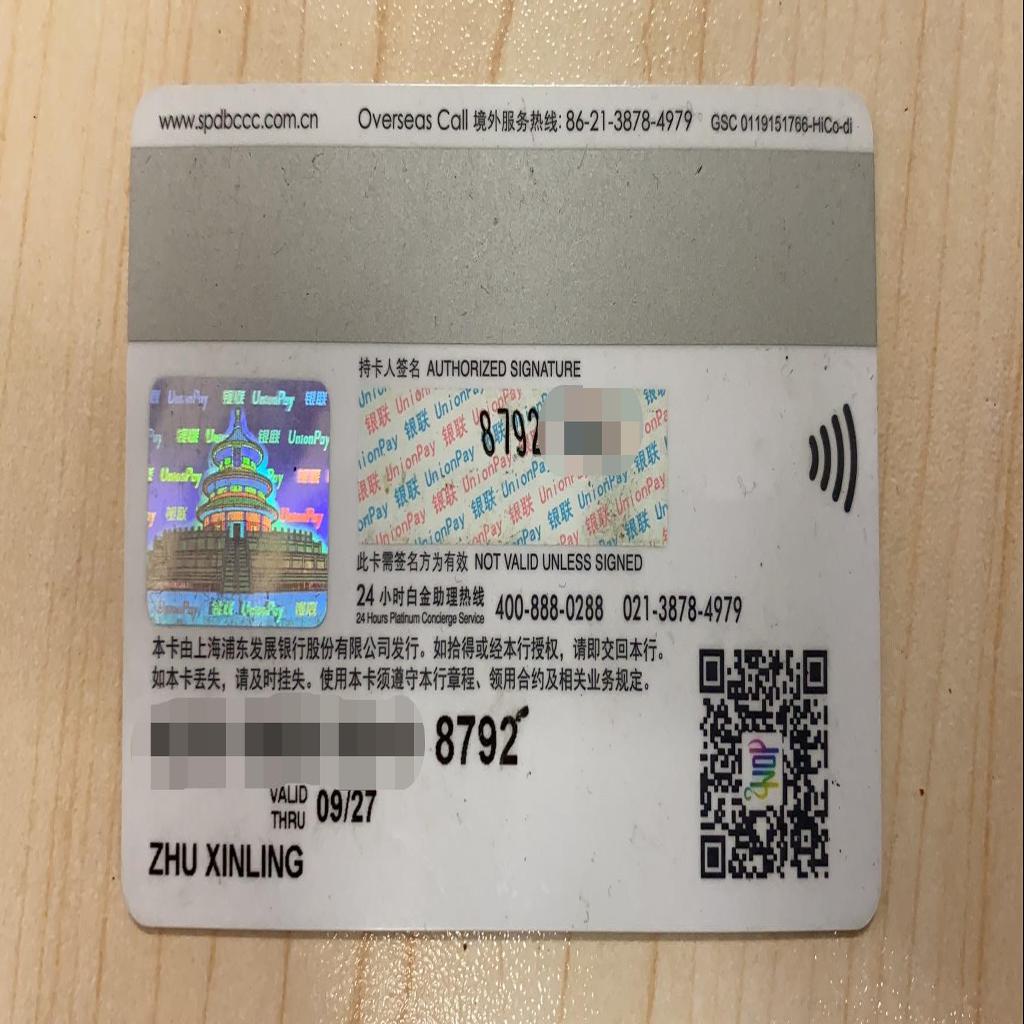 www.spdbccc.com.cn Overseas Call 境外服务热线: 86-21-3878-4979 GSC 0119151766-HiCo-di
持卡人签名 AUTHORIZED SIGNATURE
银联 UnionPay
8792
此卡需签名方为有效 NOT VALID UNLESS SIGNED
24 小时白金助理热线 400-888-0288 021-3878-4979
24 Hours Platinum Concierge Service
本卡由上海浦东发展银行股份有限公司发行。如拾得或经本行授权，请即交回本行。
如本卡丢失，请及时挂失。使用本卡须遵守本行章程、领用合约及相关业务规定。
8792
VALID THRU 09/27
ZHU XINLING